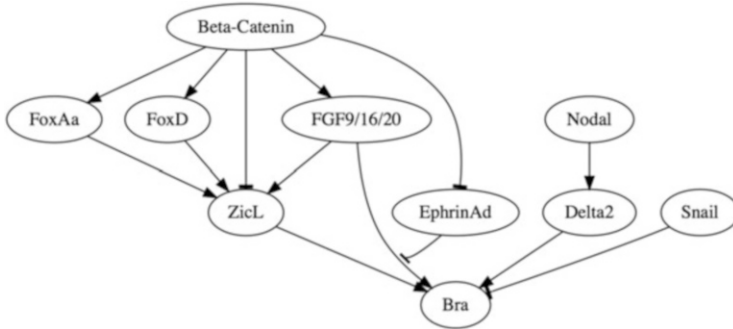 Beta-Catenin
FoxAa FoxD FGF9/16/20 Nodal
ZicL EphrinAd Delta2 Snail
Bra